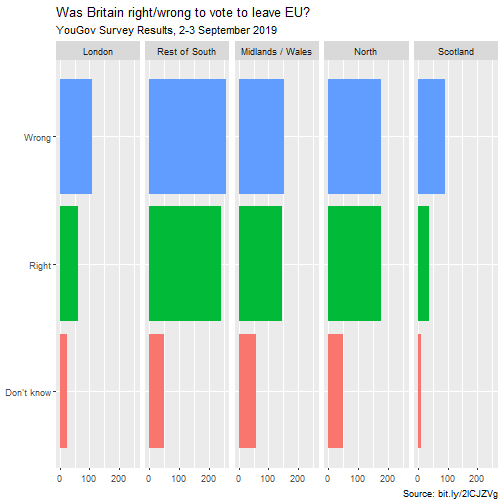 Was Britain right/wrong to vote to leave EU?
YouGov Survey Results, 2-3 September 2019
London Rest of South Midlands / Wales North Scotland
Wrong
Right
Don't know
0 100 200 0 100 200 0 100 200 0 100 200 0 100 200
Source: bit.ly/2lCJZVg